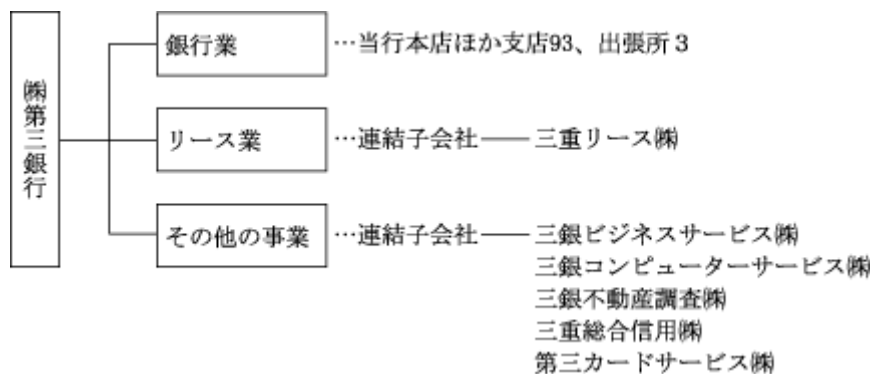 ㈱第三銀行
銀行業 …当行本店ほか支店93、出張所3
リース業 …連結子会社――三重リース㈱
その他の事業 …連結子会社――三銀ビジネスサービス㈱
三銀コンピューターサービス㈱
三銀不動産調査㈱
三重総合信用㈱
第三カードサービス㈱